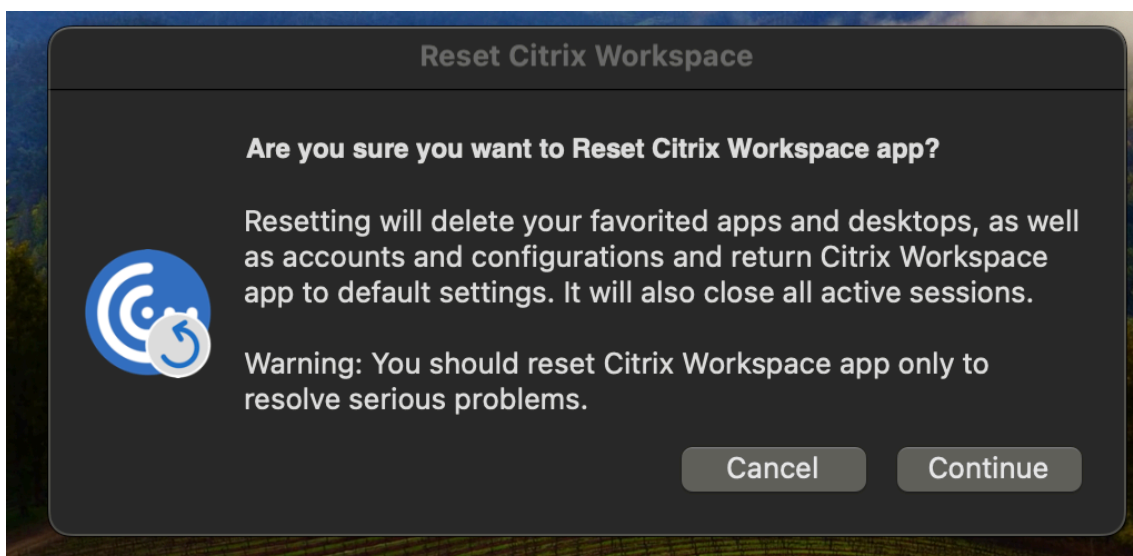 Reset Citrix Workspace
Are you sure you want to Reset Citrix Workspace app?
Resetting will delete your favorited apps and desktops, as well
as accounts and configurations and return Citrix Workspace
app to default settings. It will also close all active sessions.
Warning: You should reset Citrix Workspace app only to
resolve serious problems.
Cancel
Continue